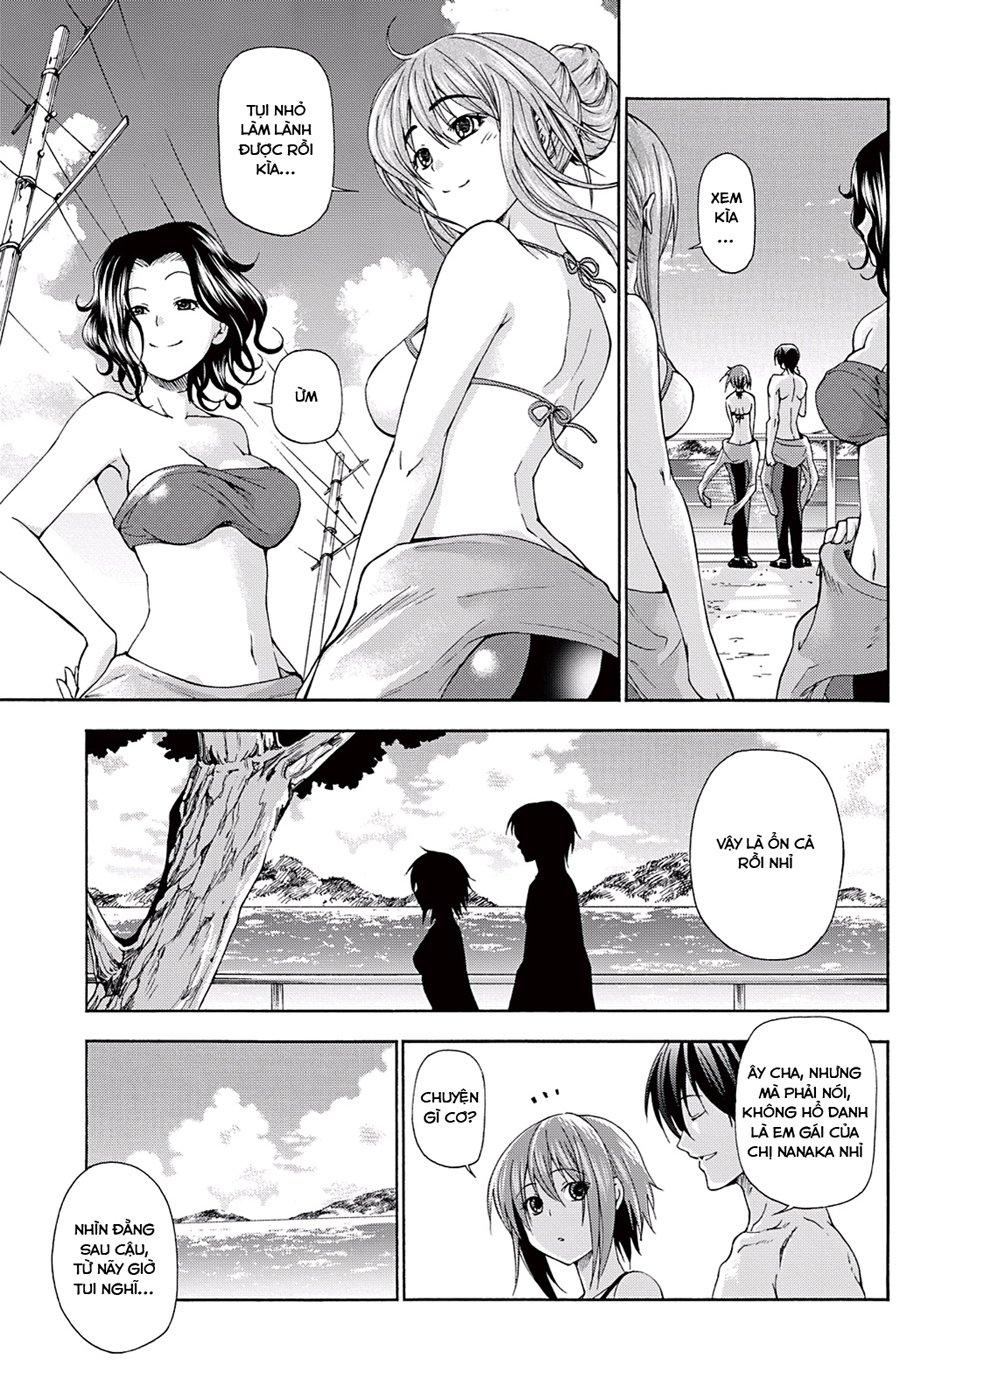 XEM
KÌA
...
TỤI NHỎ
LÀM LÀNH
ĐƯỢC RỒI
KÌA...
ỪM
VẬY LÀ ỔN CẢ
RỒI NHỈ
ÂY CHA, NHƯNG
MÀ PHẢI NÓI,
KHÔNG HỔ DANH
LÀ EM GÁI CỦA
CHỊ NANAKA NHỈ
CHUYỆN
GÌ CƠ?
NHÌN ĐẰNG
SAU CẬU,
TỪ NÃY GIỜ
TUI NGHĨ...